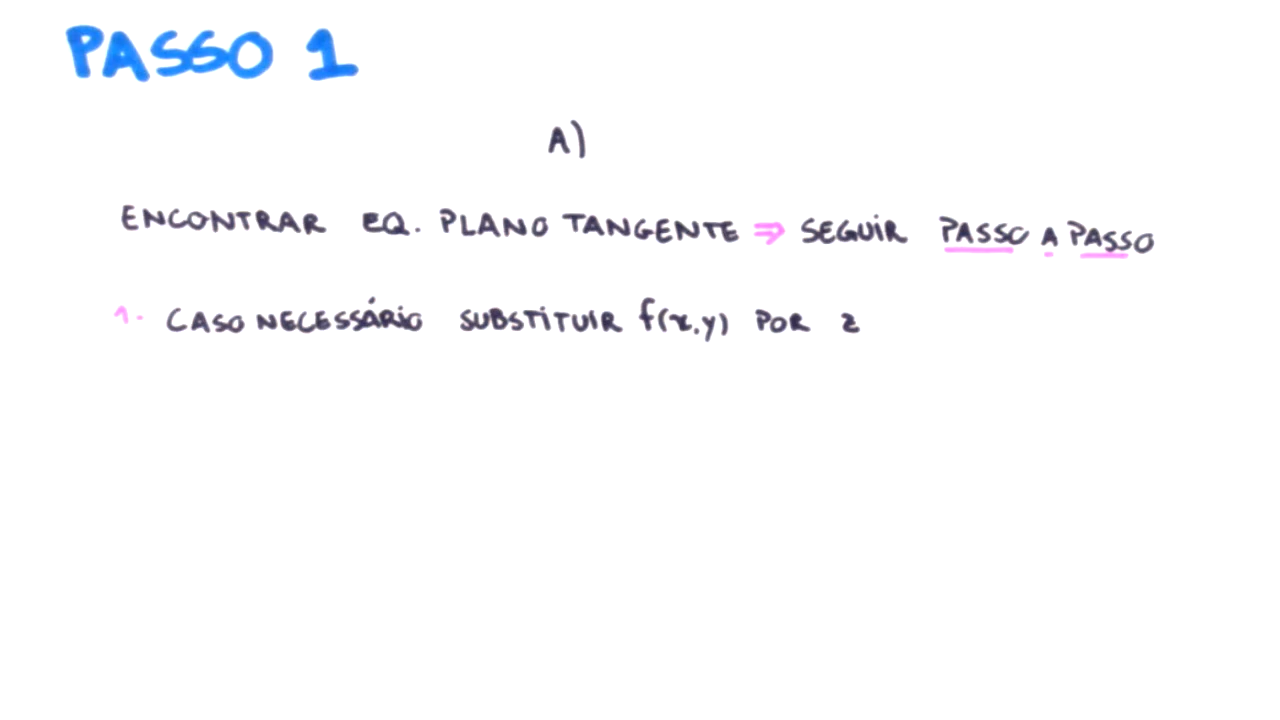 PASSO 1
A)
ENCONTRAR EQ. PLANO TANGENTE ⇒ SEGUIR PASSO A PASSO
1. CASO NECESSÁRIO SUBSTITUIR f(x,y) POR z